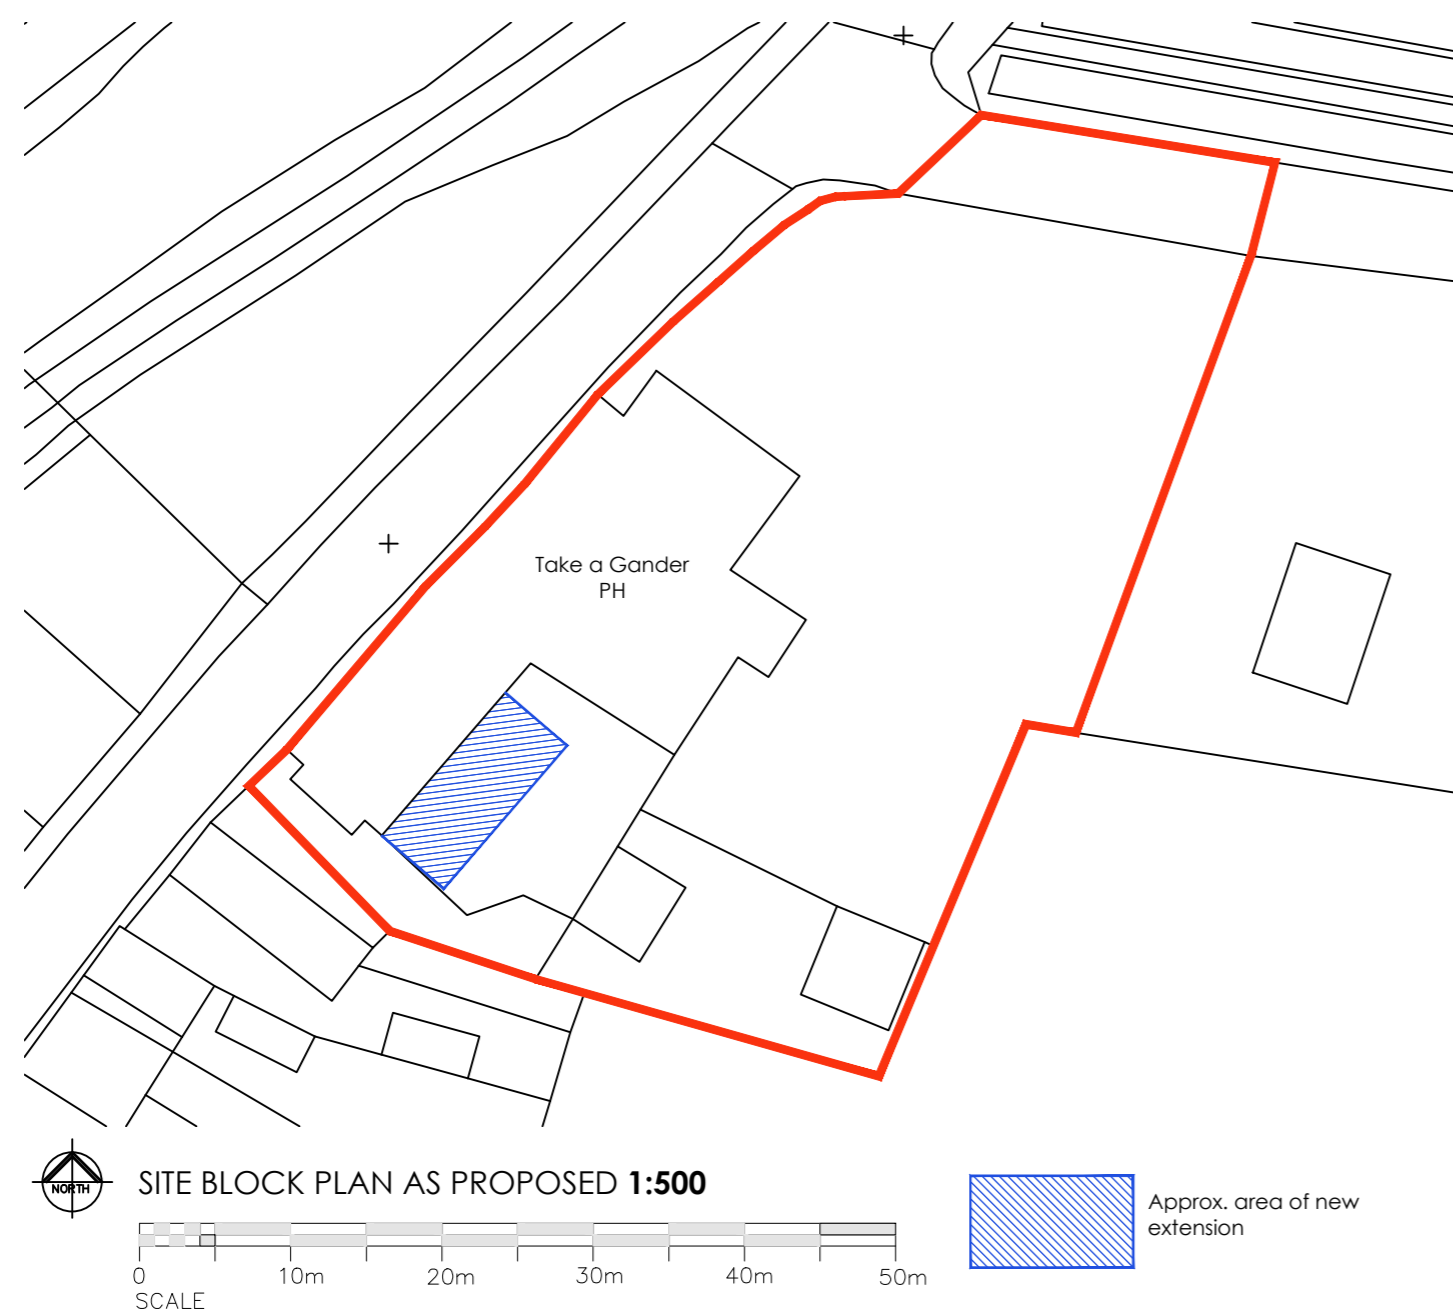 Take a Gander
PH
NORTH
SITE BLOCK PLAN AS PROPOSED 1:500
0 10m 20m 30m 40m 50m
SCALE
Approx. area of new
extension